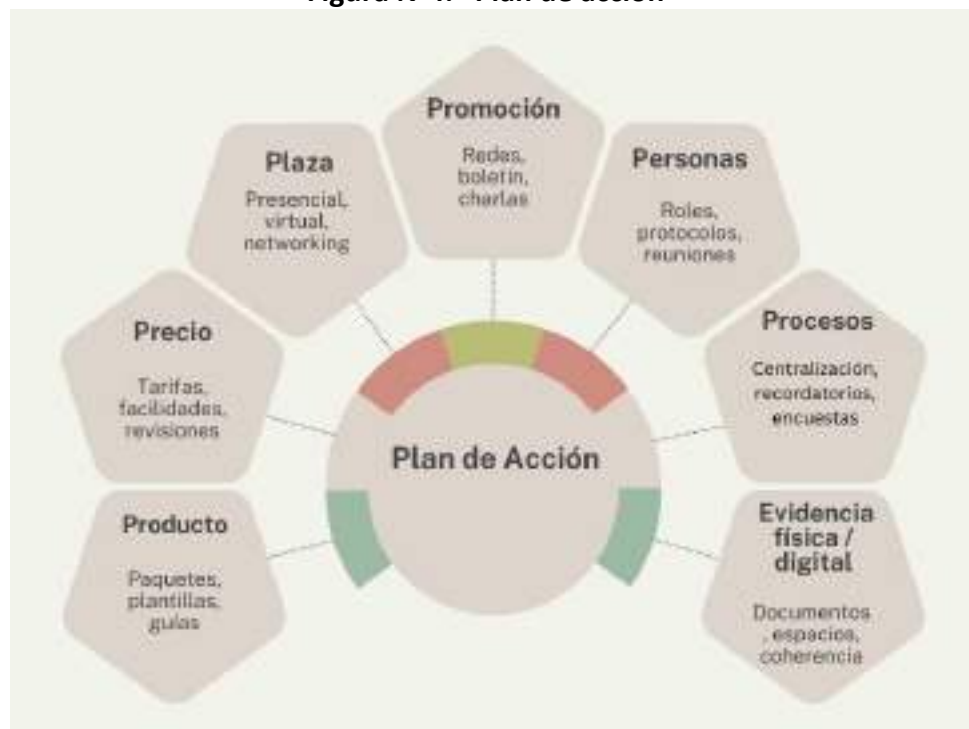 Promoción
Redes,
boletín,
charlas
Plaza
Presencial,
virtual,
networking
Personas
Roles,
protocolos,
reuniones
Precio
Tarifas,
facilidades,
revisiones
Procesos
Centralización,
recordatorios,
encuestas
Plan de Acción
Producto
Paquetes,
plantillas,
guías
Evidencia
física /
digital
Documentos
, espacios,
coherencia